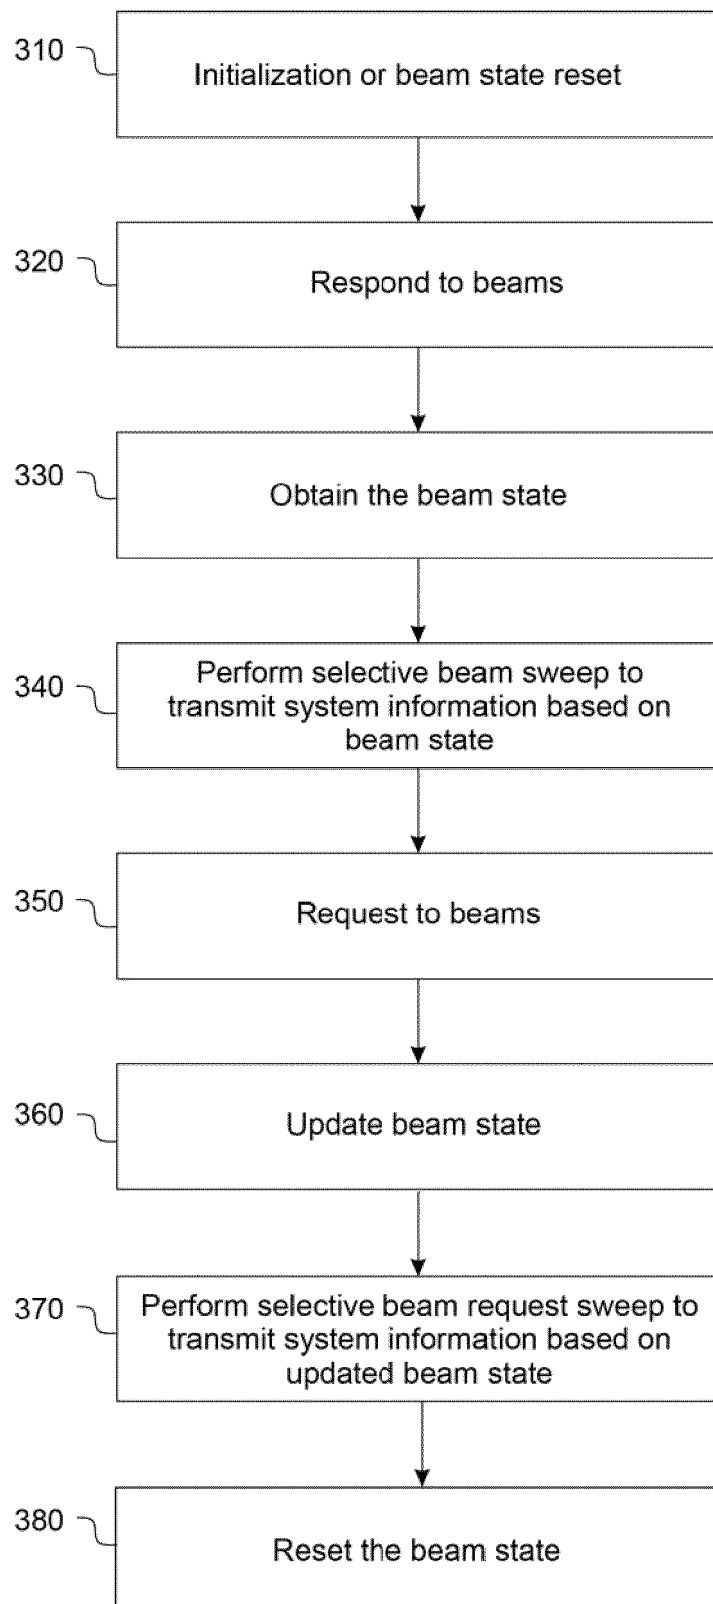 310
Initialization or beam state reset
320
Respond to beams
330
Obtain the beam state
340
Perform selective beam sweep to
transmit system information based on
beam state
350
Request to beams
360
Update beam state
370
Perform selective beam request sweep to
transmit system information based on
updated beam state
380
Reset the beam state